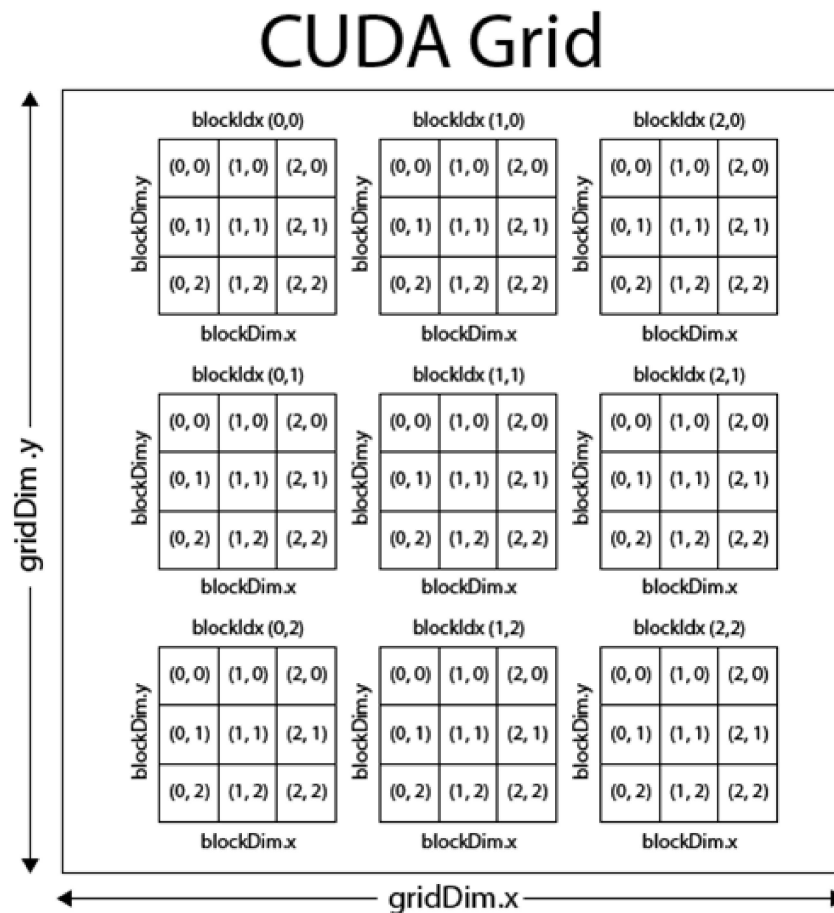 CUDA Grid
blockIdx (0,0) blockIdx (1,0) blockIdx (2,0)
(0, 0) (1, 0) (2, 0) (0, 0) (1, 0) (2, 0) (0, 0) (1, 0) (2, 0)
blockDim.y blockDim.y blockDim.y
(0, 1) (1, 1) (2, 1) (0, 1) (1, 1) (2, 1) (0, 1) (1, 1) (2, 1)
(0, 2) (1, 2) (2, 2) (0, 2) (1, 2) (2, 2) (0, 2) (1, 2) (2, 2)
blockDim.x blockDim.x blockDim.x
blockIdx (0,1) blockIdx (1,1) blockIdx (2,1)
(0, 0) (1, 0) (2, 0) (0, 0) (1, 0) (2, 0) (0, 0) (1, 0) (2, 0)
blockDim.y blockDim.y blockDim.y
(0, 1) (1, 1) (2, 1) (0, 1) (1, 1) (2, 1) (0, 1) (1, 1) (2, 1)
gridDim .y
(0, 2) (1, 2) (2, 2) (0, 2) (1, 2) (2, 2) (0, 2) (1, 2) (2, 2)
blockDim.x blockDim.x blockDim.x
blockIdx (0,2) blockIdx (1,2) blockIdx (2,2)
(0, 0) (1, 0) (2, 0) (0, 0) (1, 0) (2, 0) (0, 0) (1, 0) (2, 0)
blockDim.y blockDim.y blockDim.y
(0, 1) (1, 1) (2, 1) (0, 1) (1, 1) (2, 1) (0, 1) (1, 1) (2, 1)
(0, 2) (1, 2) (2, 2) (0, 2) (1, 2) (2, 2) (0, 2) (1, 2) (2, 2)
blockDim.x blockDim.x blockDim.x
gridDim.x